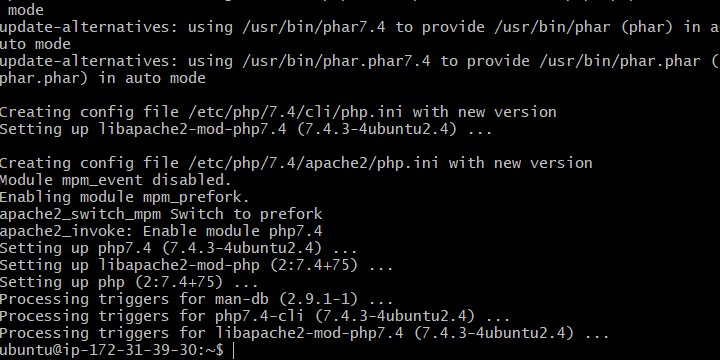 mode
update-alternatives: using /usr/bin/phar7.4 to provide /usr/bin/phar (phar) in a
uto mode
update-alternatives: using /usr/bin/phar.phar7.4 to provide /usr/bin/phar.phar (
phar.phar) in auto mode

Creating config file /etc/php/7.4/cli/php.ini with new version
Setting up libapache2-mod-php7.4 (7.4.3-4ubuntu2.4) ...

Creating config file /etc/php/7.4/apache2/php.ini with new version
Module mpm_event disabled.
Enabling module mpm_prefork.
apache2_switch_mpm Switch to prefork
apache2_invoke: Enable module php7.4
Setting up php7.4 (7.4.3-4ubuntu2.4) ...
Setting up libapache2-mod-php (2:7.4+75) ...
Setting up php (2:7.4+75) ...
Processing triggers for man-db (2.9.1-1) ...
Processing triggers for php7.4-cli (7.4.3-4ubuntu2.4) ...
Processing triggers for libapache2-mod-php7.4 (7.4.3-4ubuntu2.4) ...
ubuntu@ip-172-31-39-30:~$